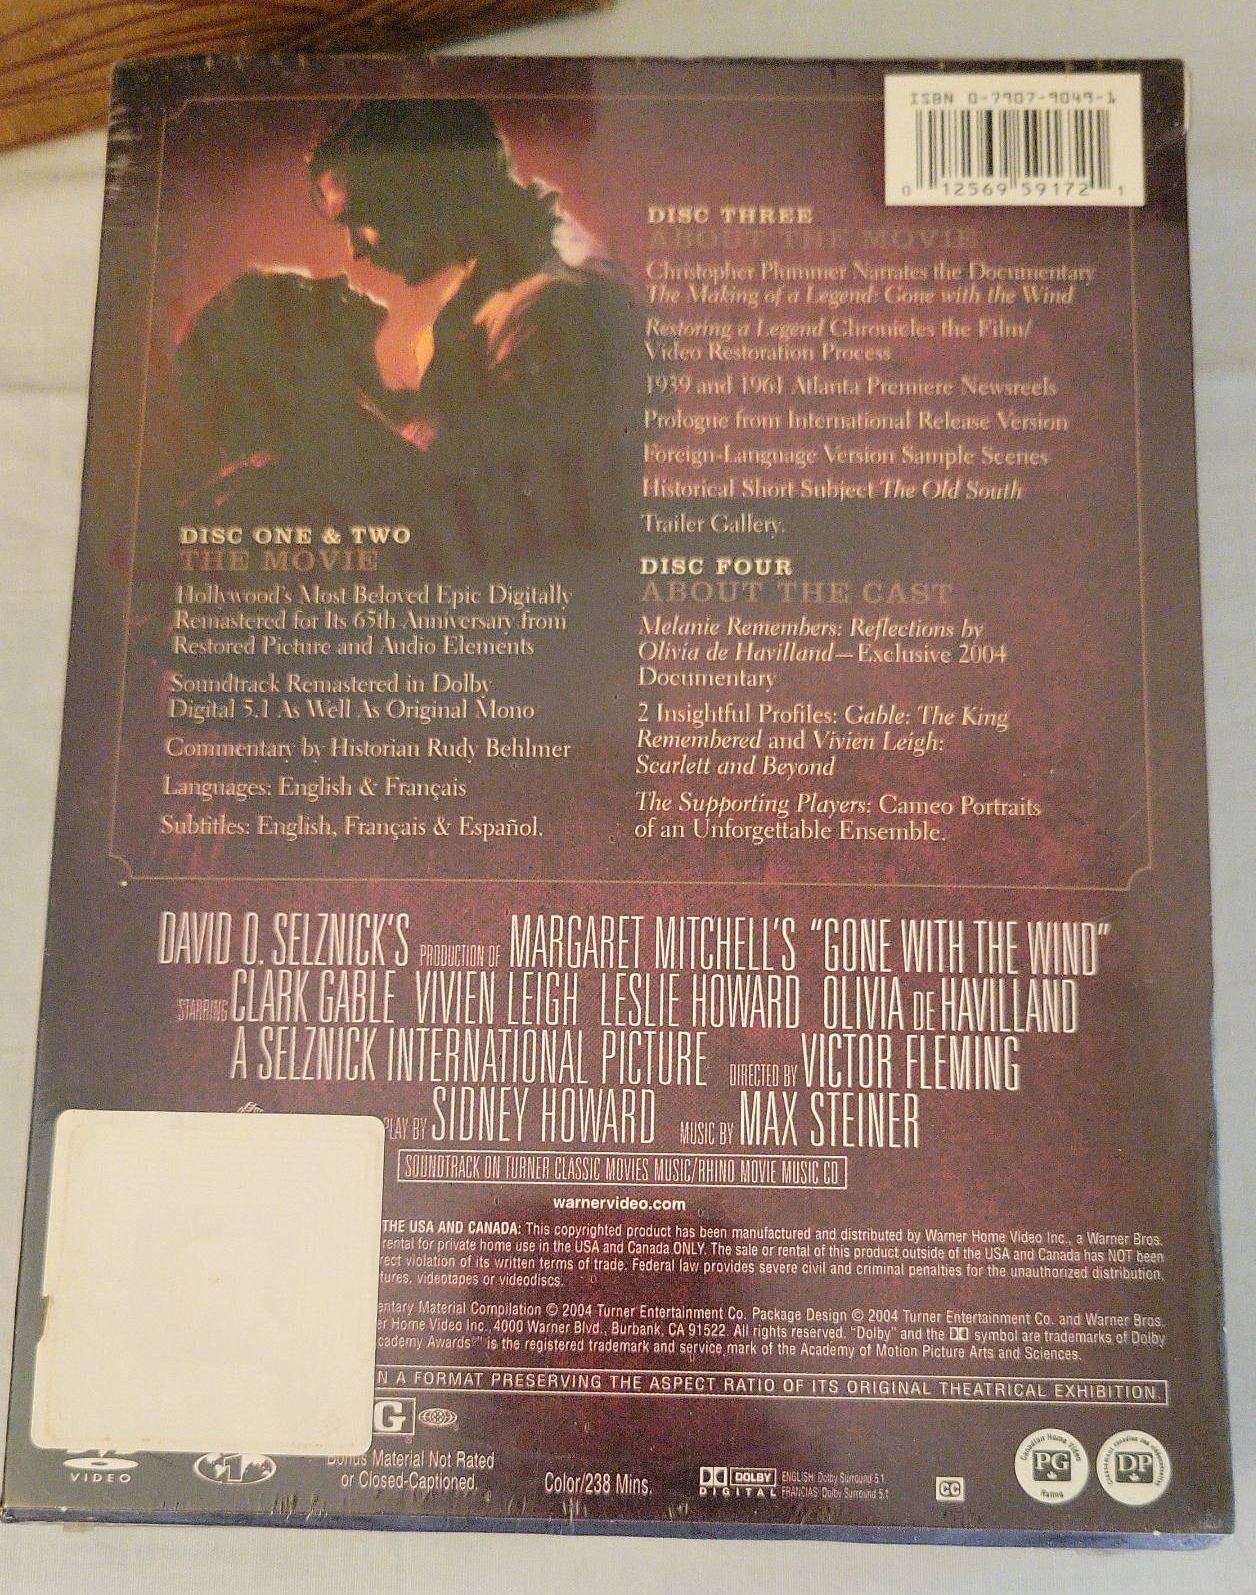 ISBN 0-7907-9049-1
0 12569 59172 1
DISC THREE
ABOUT THE MOVIE
Christopher Plummer Narrates the Documentary
The Making of a Legend: Gone with the Wind
Restoring a Legend Chronicles the Film/
Video Restoration Process
1939 and 1961 Atlanta Premiere Newsreels
Prologue from International Release Version
Foreign-Language Version Sample Scenes
Historical Short Subject The Old South
Trailer Gallery.
DISC ONE & TWO
THE MOVIE
Hollywood's Most Beloved Epic Digitally
Remastered for Its 65th Anniversary from
Restored Picture and Audio Elements
Soundtrack Remastered in Dolby
Digital 5.1 As Well As Original Mono
Commentary by Historian Rudy Behlmer
Languages: English & Français
Subtitles: English, Français & Español.
DISC FOUR
ABOUT THE CAST
Melanie Remembers: Reflections by
Olivia de Havilland—Exclusive 2004
Documentary
2 Insightful Profiles: Gable: The King
Remembered and Vivien Leigh:
Scarlett and Beyond
The Supporting Players: Cameo Portraits
of an Unforgettable Ensemble.
DAVID O. SELZNICK'S PRODUCTION OF MARGARET MITCHELL'S "GONE WITH THE WIND"
STARRING CLARK GABLE VIVIEN LEIGH LESLIE HOWARD OLIVIA DE HAVILLAND
A SELZNICK INTERNATIONAL PICTURE DIRECTED BY VICTOR FLEMING
PLAY BY SIDNEY HOWARD MUSIC BY MAX STEINER
SOUNDTRACK ON TURNER CLASSIC MOVIES MUSIC/RHINO MOVIE MUSIC CD
warnervideo.com
THE USA AND CANADA: This copyrighted product has been manufactured and distributed by Warner Home Video Inc., a Warner Bros.
rental for private home use in the USA and Canada ONLY. The sale or rental of this product outside of the USA and Canada has NOT been
rect violation of its written terms of trade. Federal law provides severe civil and criminal penalties for the unauthorized distribution,
tures, videotapes or videodiscs.
entary Material Compilation © 2004 Turner Entertainment Co. Package Design © 2004 Turner Entertainment Co. and Warner Bros.
er Home Video Inc., 4000 Warner Blvd., Burbank, CA 91522. All rights reserved. "Dolby" and the DD symbol are trademarks of Dolby
cademy Awards®" is the registered trademark and service mark of the Academy of Motion Picture Arts and Sciences.
N A FORMAT PRESERVING THE ASPECT RATIO OF ITS ORIGINAL THEATRICAL EXHIBITION.
G
VIDEO
1
Bonus Material Not Rated
or Closed-Captioned.
Color/238 Mins.
DOLBY
DIGITAL
ENGLISH: Dolby Surround 5.1
FRANCAIS: Dolby Surround 5.1
CC
Canadian Home Video
PG
Rating
DP